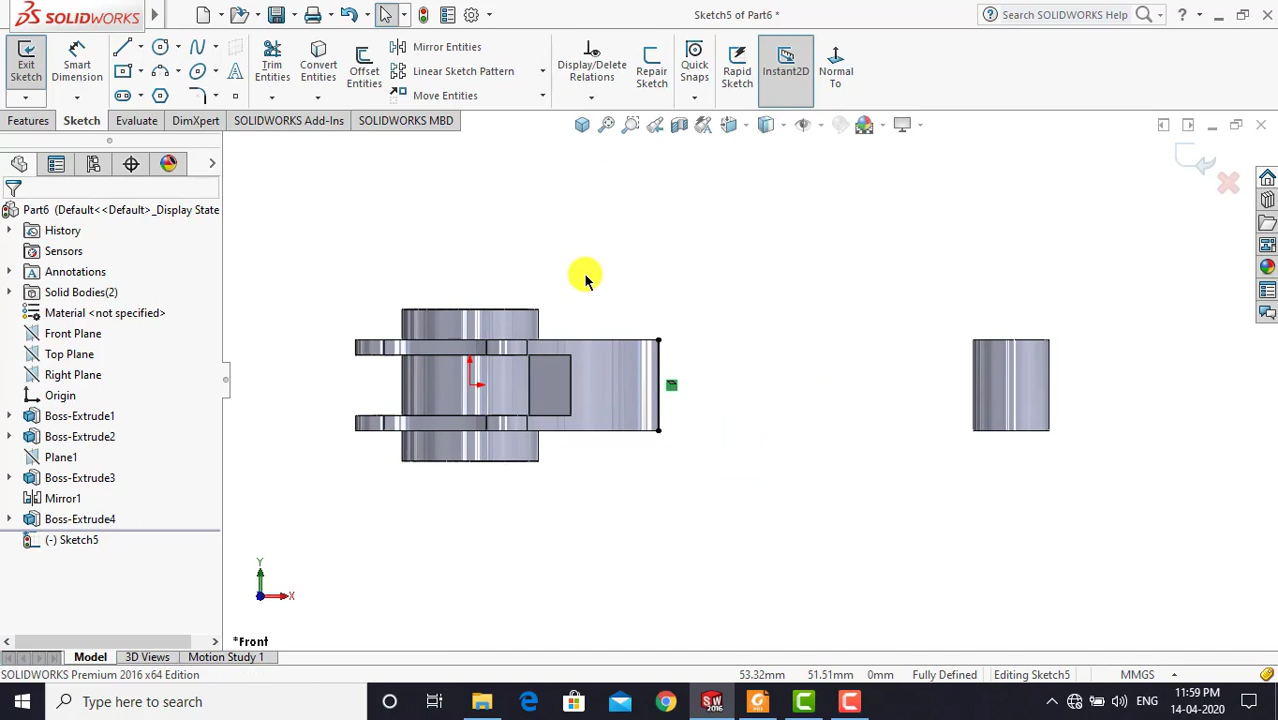 SOLIDWORKS
Sketch5 of Part6 *
Search SOLIDWORKS Help
Exit Sketch
Smart Dimension
Trim Entities
Convert Entities
Offset Entities
Mirror Entities
Linear Sketch Pattern
Move Entities
Display/Delete Relations
Repair Sketch
Quick Snaps
Rapid Sketch
Instant2D
Normal To
Features
Sketch
Evaluate
DimXpert
SOLIDWORKS Add-Ins
SOLIDWORKS MBD
Part6 (Default<<Default>_Display State
History
Sensors
Annotations
Solid Bodies(2)
Material <not specified>
Front Plane
Top Plane
Right Plane
Origin
Boss-Extrude1
Boss-Extrude2
Plane1
Boss-Extrude3
Mirror1
Boss-Extrude4
(-) Sketch5
Y
X
*Front
Model
3D Views
Motion Study 1
SOLIDWORKS Premium 2016 x64 Edition
53.32mm
51.51mm
0mm
Fully Defined
Editing Sketch5
MMGS
Type here to search
ENG
11:59 PM
14-04-2020